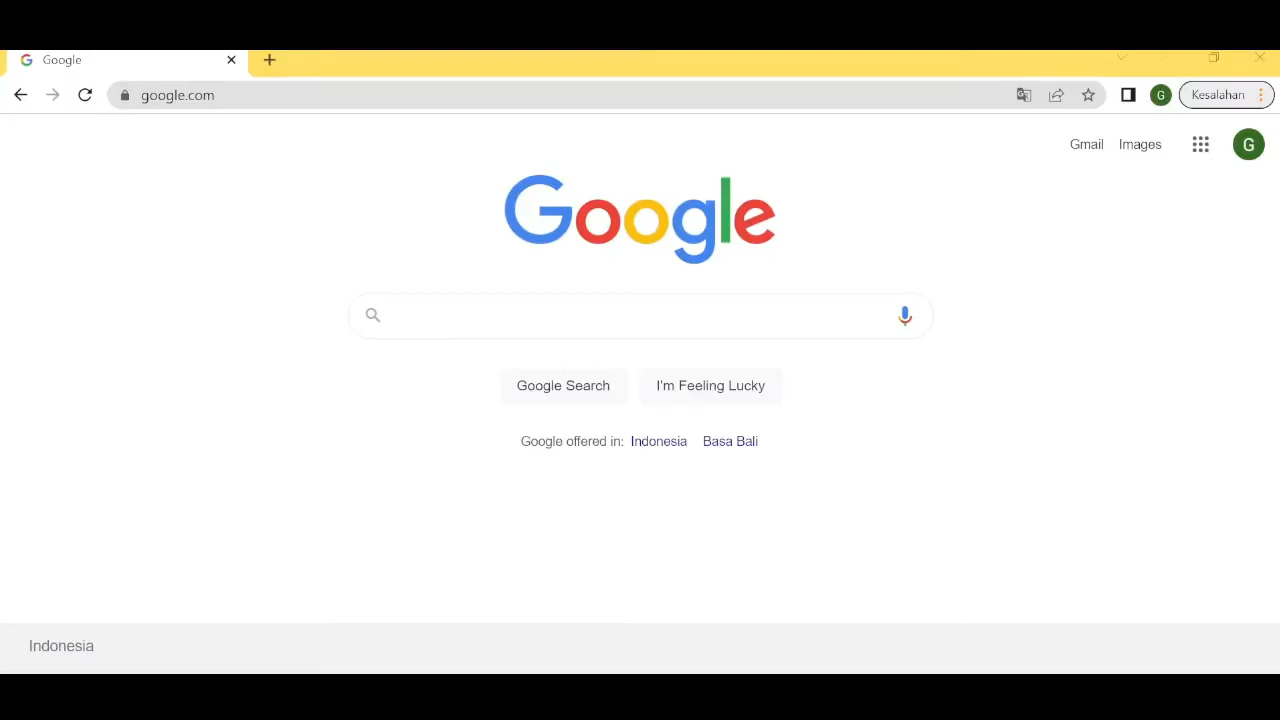 Google
google.com
G
Kesalahan
Gmail Images
G
Google
Google Search I'm Feeling Lucky
Google offered in: Indonesia Basa Bali
Indonesia